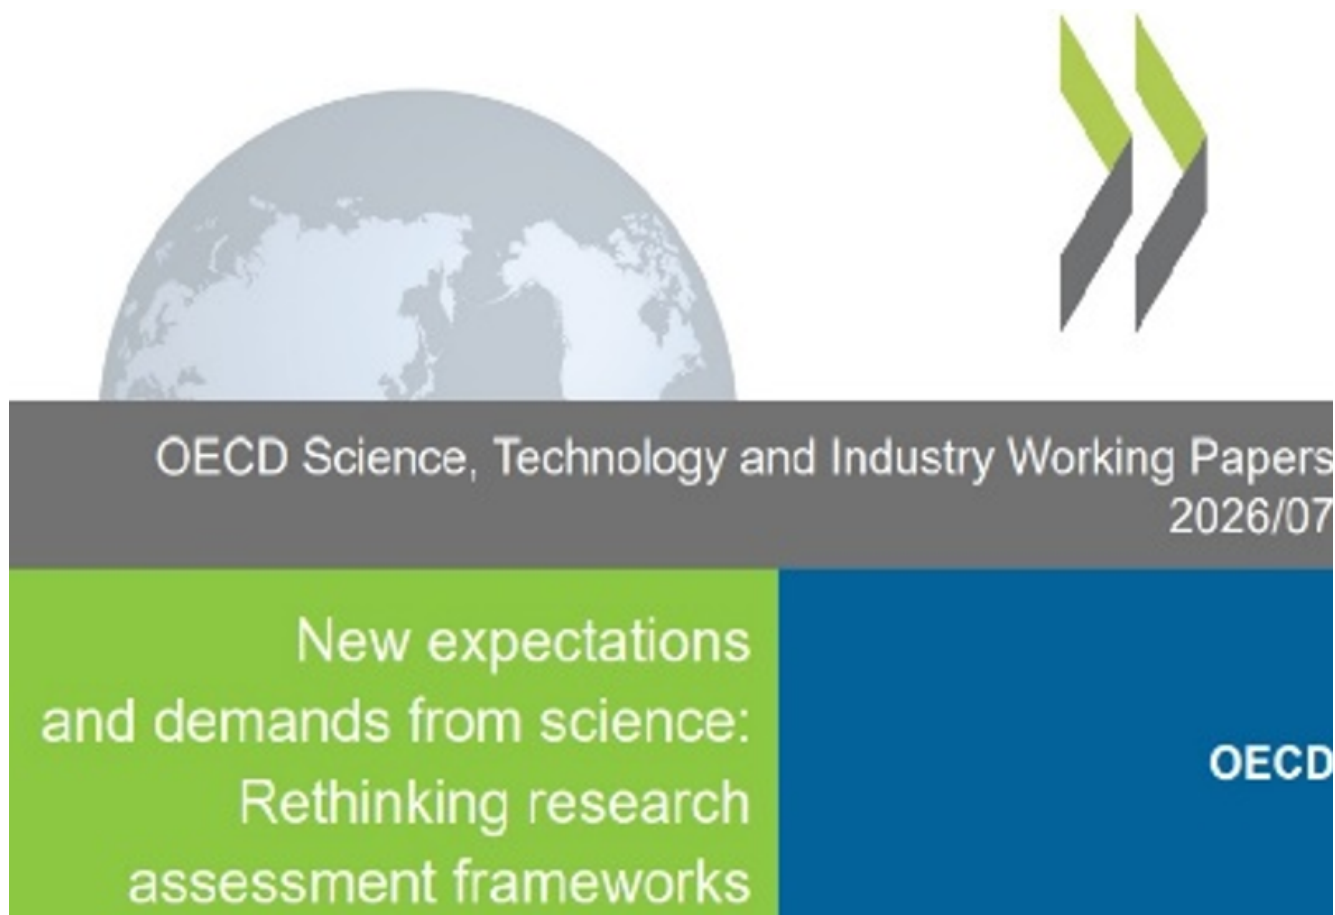 OECD Science, Technology and Industry Working Papers
2026/07
New expectations
and demands from science:
Rethinking research
assessment frameworks
OECD